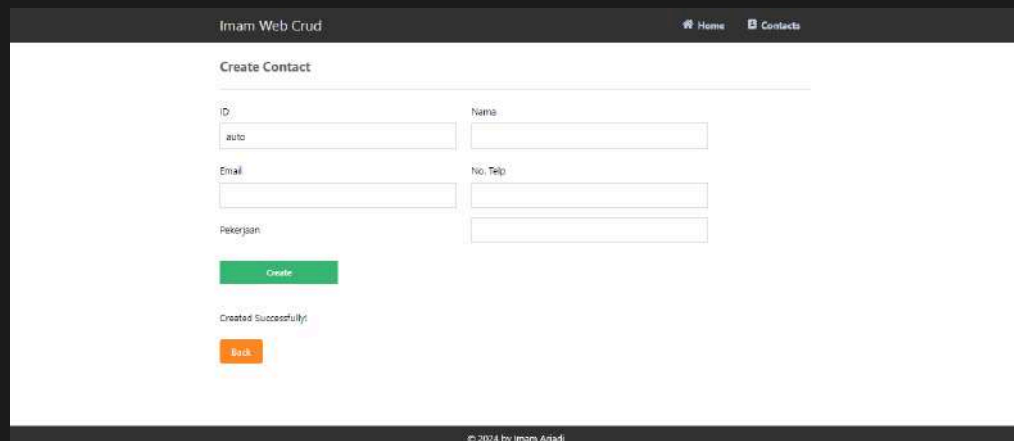 Imam Web Crud
Home
Contacts
Create Contact
ID
Nama
auto
Email
No. Telp
Pekerjaan
Create
Created Successfully!
Back
© 2024 by Imam Ariadi